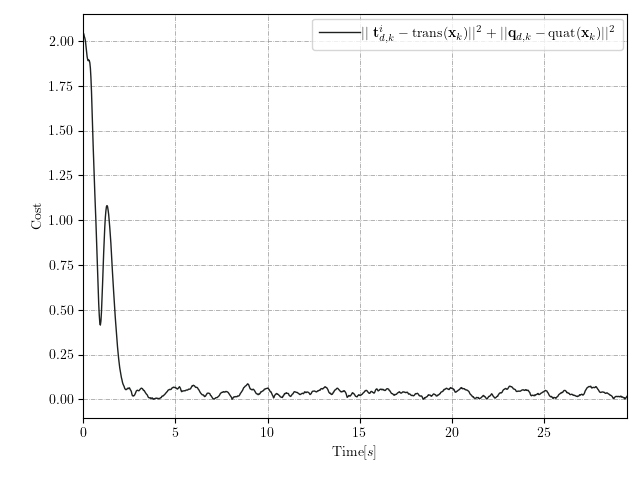 || t^i_{d,k} − trans(x_k)||^2 + ||q_{d,k} − quat(x_k)||^2
2.00
1.75
1.50
1.25
1.00
0.75
0.50
0.25
0.00
Cost
0 5 10 15 20 25
Time[s]